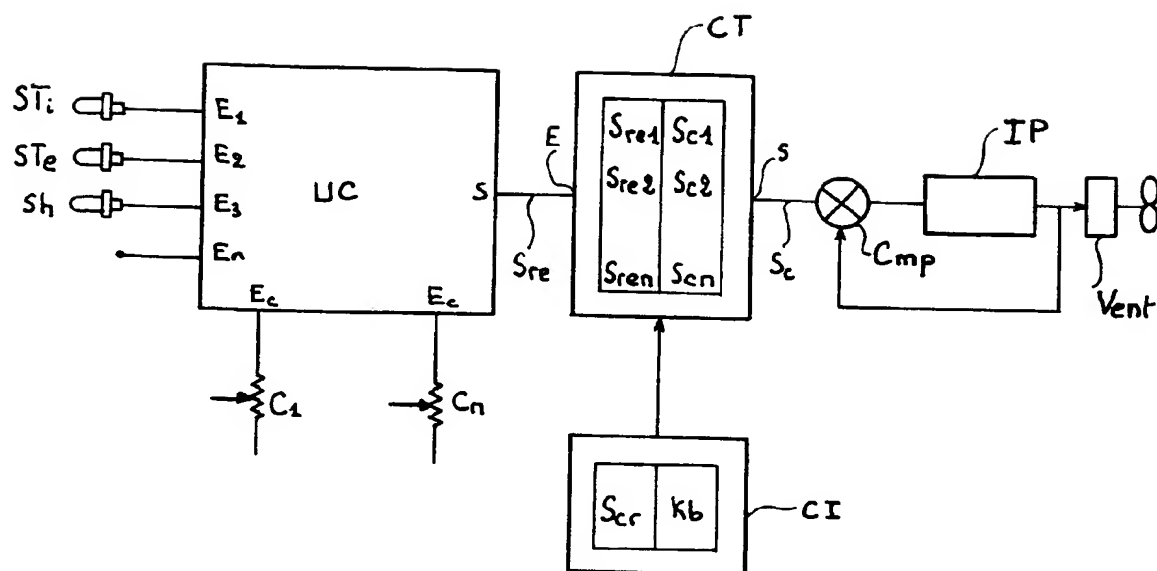 CT
STi
E1
STe
E2
Sh
E3
En
UC
S
Ec
Ec
C1
Cn
Sre
E
Sre1 Sc1
Sre2 Sc2
Sren Scn
s
Sc
Cmp
IP
Vent
Scr Kb
CI